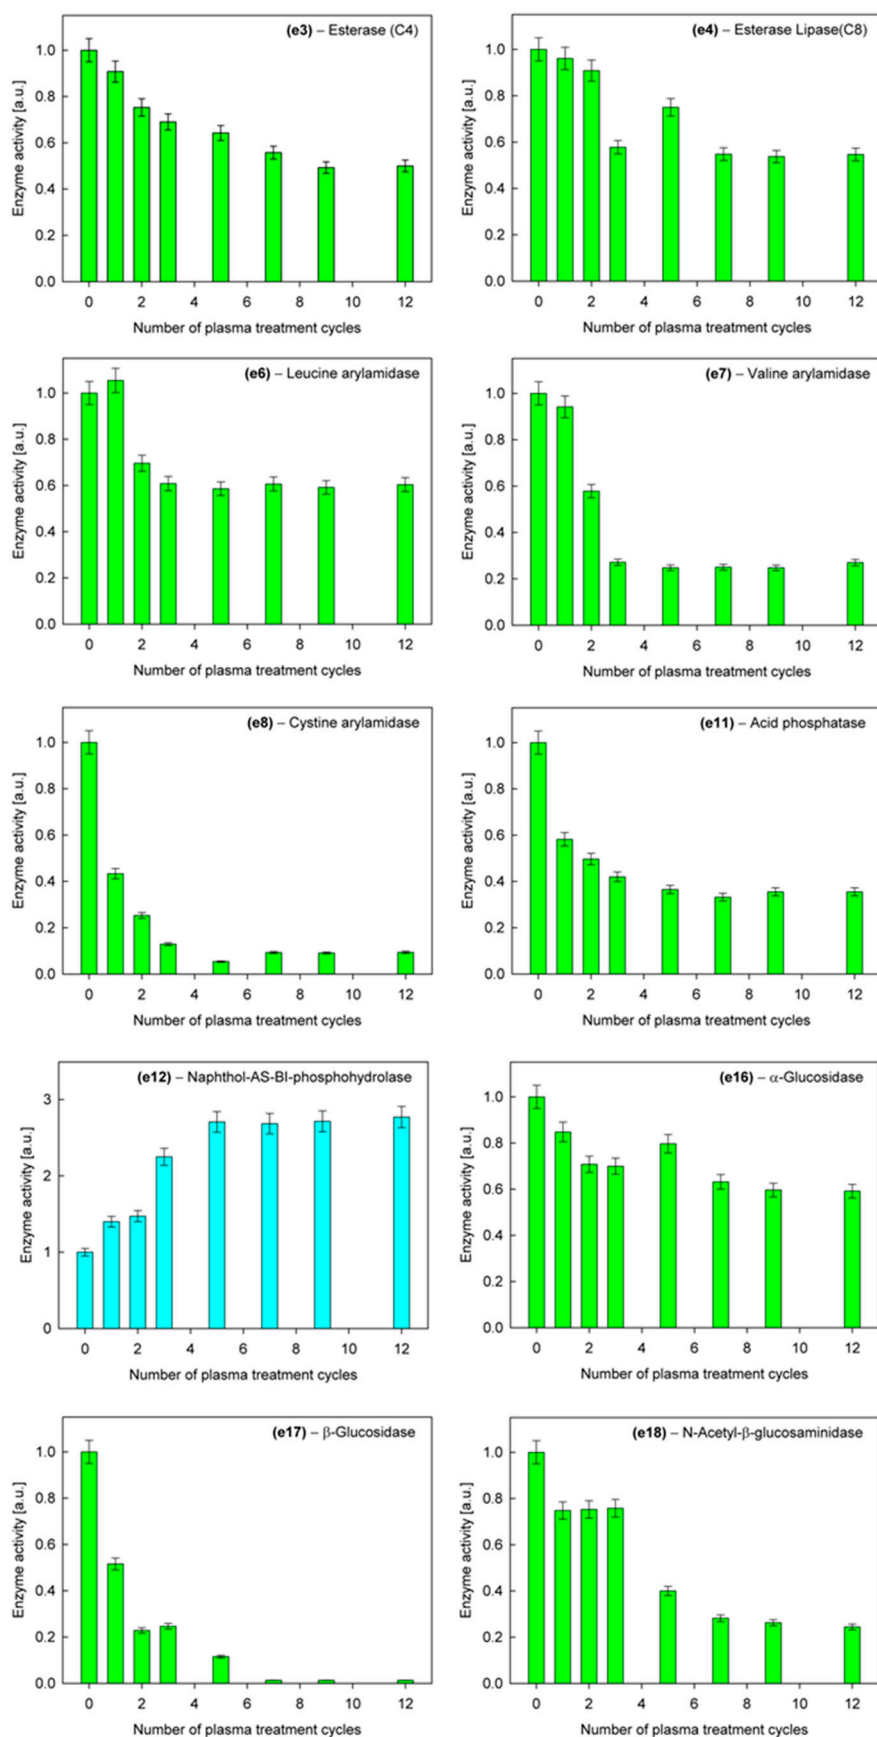 (e3) – Esterase (C4)
Enzyme activity [a.u.]
1.0
0.8
0.6
0.4
0.2
0.0
0 2 4 6 8 10 12
Number of plasma treatment cycles
(e4) – Esterase Lipase(C8)
Enzyme activity [a.u.]
1.0
0.8
0.6
0.4
0.2
0.0
0 2 4 6 8 10 12
Number of plasma treatment cycles
(e6) – Leucine arylamidase
Enzyme activity [a.u.]
1.0
0.8
0.6
0.4
0.2
0.0
0 2 4 6 8 10 12
Number of plasma treatment cycles
(e7) – Valine arylamidase
Enzyme activity [a.u.]
1.0
0.8
0.6
0.4
0.2
0.0
0 2 4 6 8 10 12
Number of plasma treatment cycles
(e8) – Cystine arylamidase
Enzyme activity [a.u.]
1.0
0.8
0.6
0.4
0.2
0.0
0 2 4 6 8 10 12
Number of plasma treatment cycles
(e11) – Acid phosphatase
Enzyme activity [a.u.]
1.0
0.8
0.6
0.4
0.2
0.0
0 2 4 6 8 10 12
Number of plasma treatment cycles
(e12) – Naphthol-AS-BI-phosphohydrolase
Enzyme activity [a.u.]
3
2
1
0
0 2 4 6 8 10 12
Number of plasma treatment cycles
(e16) – α-Glucosidase
Enzyme activity [a.u.]
1.0
0.8
0.6
0.4
0.2
0.0
0 2 4 6 8 10 12
Number of plasma treatment cycles
(e17) – β-Glucosidase
Enzyme activity [a.u.]
1.0
0.8
0.6
0.4
0.2
0.0
0 2 4 6 8 10 12
Number of plasma treatment cycles
(e18) – N-Acetyl-β-glucosaminidase
Enzyme activity [a.u.]
1.0
0.8
0.6
0.4
0.2
0.0
0 2 4 6 8 10 12
Number of plasma treatment cycles